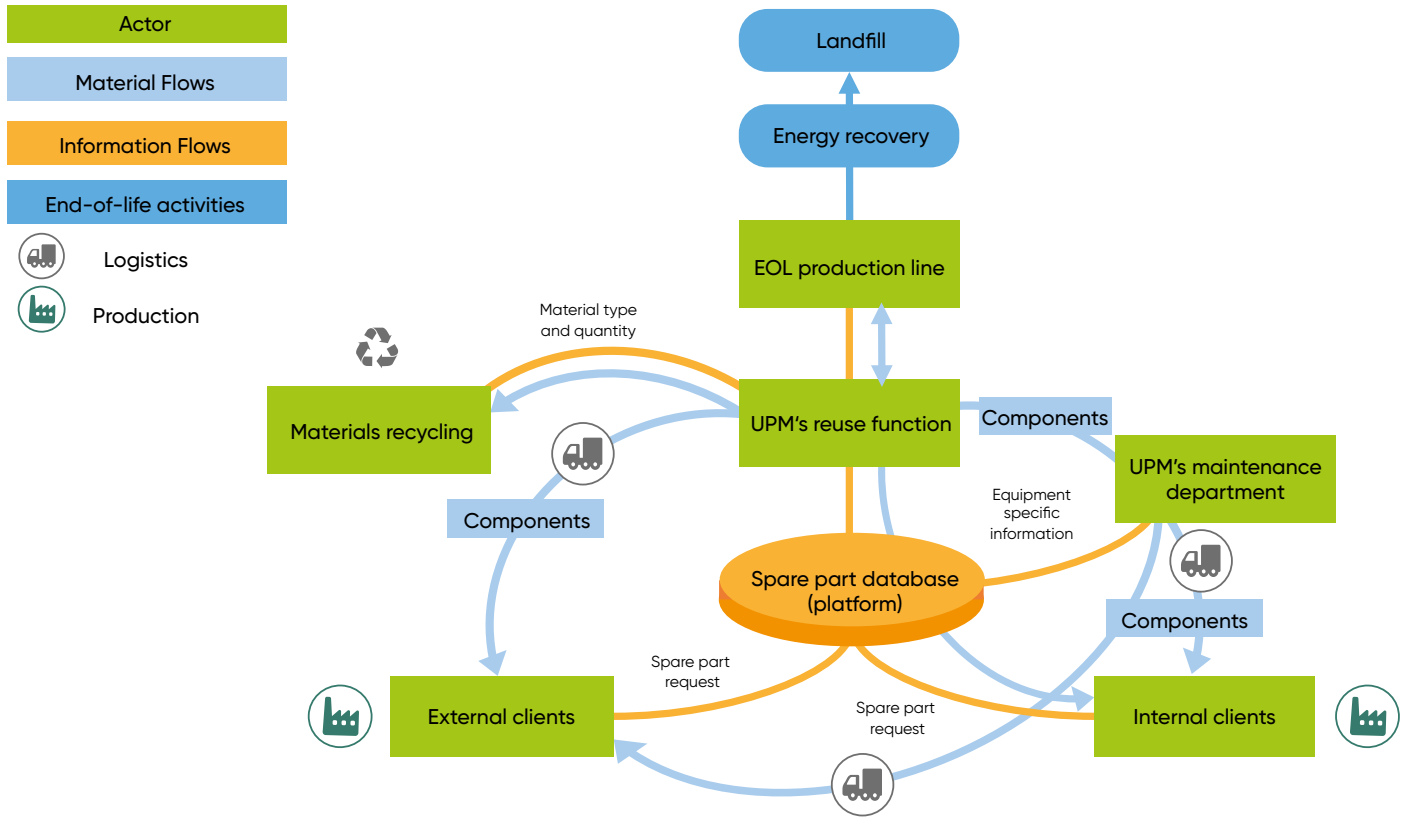 Actor
Material Flows
Information Flows
End-of-life activities
Logistics
Production
Landfill
Energy recovery
EOL production line
Material type
and quantity
Materials recycling
UPM’s reuse function
Components
UPM’s maintenance
department
Equipment
specific
information
Components
Spare part database
(platform)
Components
Spare part
request
External clients
Spare part
request
Internal clients